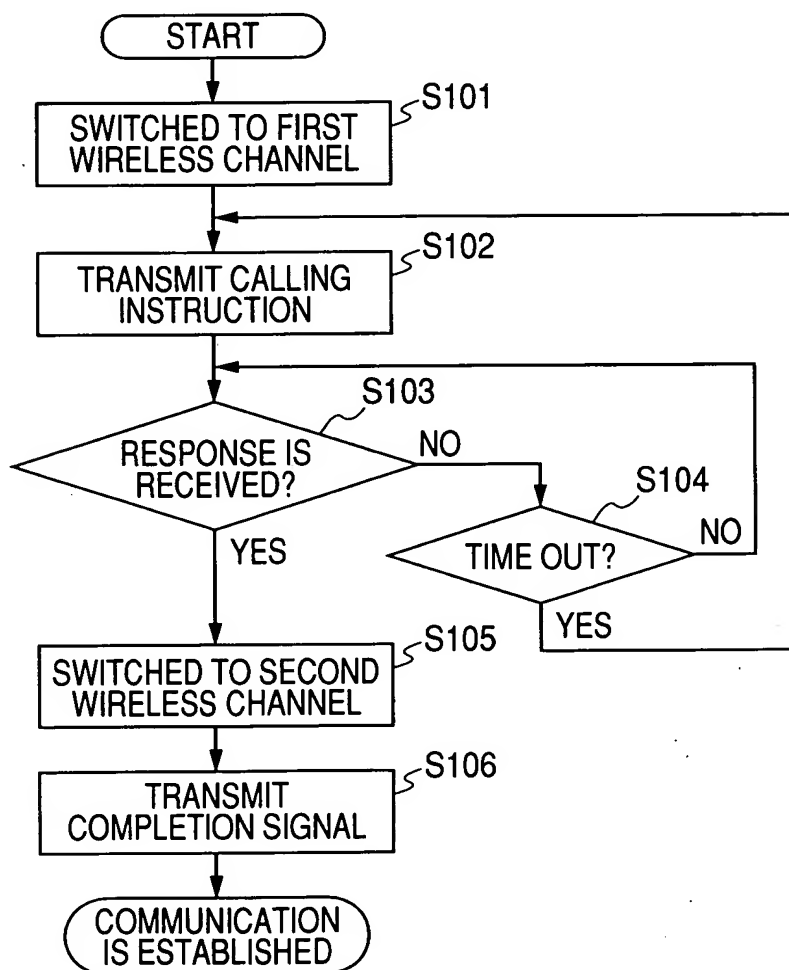 START
S101
SWITCHED TO FIRST
WIRELESS CHANNEL
S102
TRANSMIT CALLING
INSTRUCTION
S103
RESPONSE IS
RECEIVED?
NO
S104
TIME OUT?
NO
YES
YES
S105
SWITCHED TO SECOND
WIRELESS CHANNEL
S106
TRANSMIT
COMPLETION SIGNAL
COMMUNICATION
IS ESTABLISHED